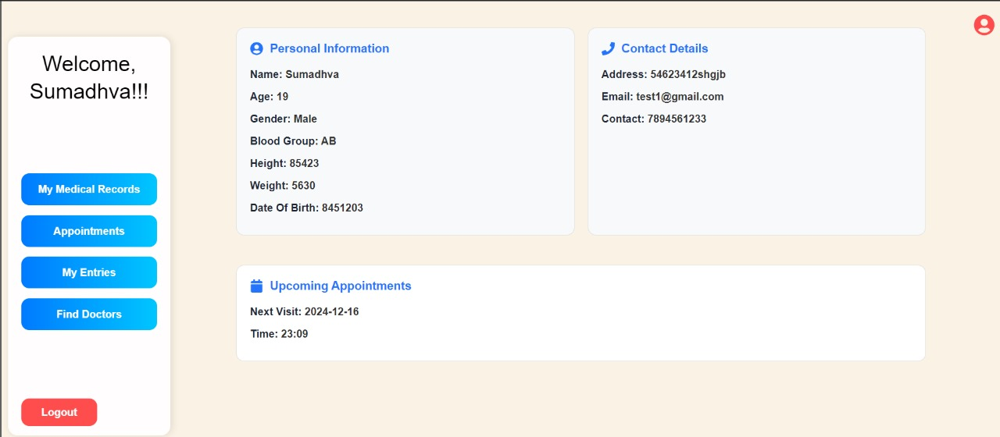 Welcome,
Sumadhva!!!
My Medical Records
Appointments
My Entries
Find Doctors
Logout
Personal Information
Name: Sumadhva
Age: 19
Gender: Male
Blood Group: AB
Height: 85423
Weight: 5630
Date Of Birth: 8451203
Contact Details
Address: 54623412shgjb
Email: test1@gmail.com
Contact: 7894561233
Upcoming Appointments
Next Visit: 2024-12-16
Time: 23:09